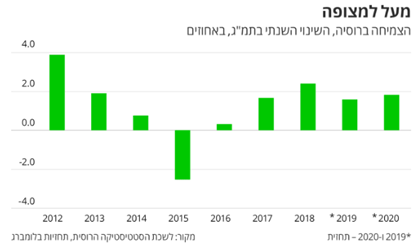 מעל למצופה
הצמיחה ברוסיה, השינוי השנתי בתמ"ג, באחוזים
4.0
2.0
0.0
-2.0
-4.0
2012 2013 2014 2015 2016 2017 2018 2019* 2020*
*2019 ו-2020 – תחזית
מקור: לשכת הסטטיסטיקה הרוסית, תחזיות בלומברג